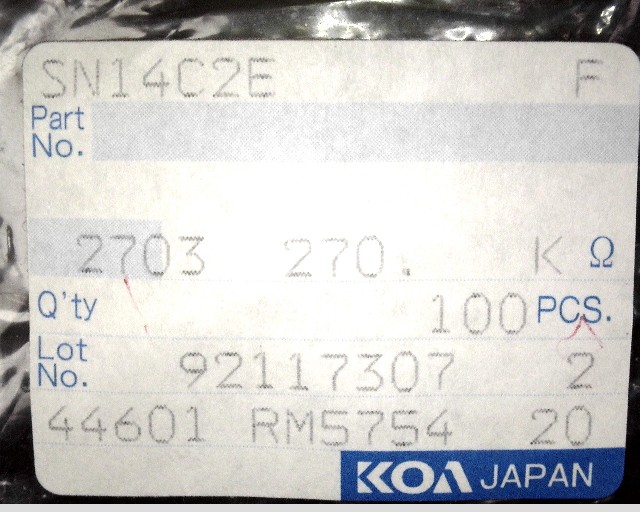 SN14C2E F
Part
No.
2703 270. K Ω
Q'ty 100 PCS.
Lot
No. 92117307 2
44601 RM5754 20
KOA JAPAN